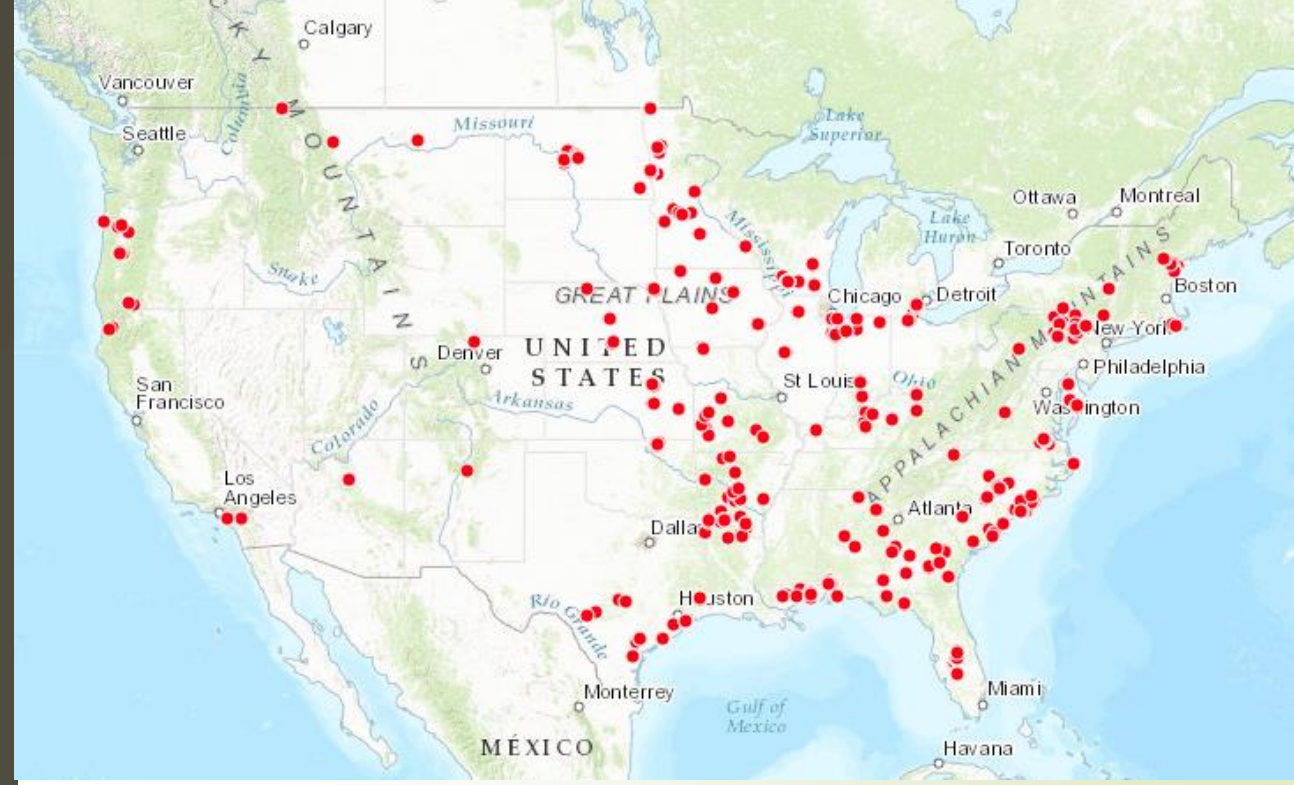 Calgary
Vancouver
Columbia
Seattle
Missouri
Lake
Superior
Ottawa
Montreal
Mississippi
Lake
Huron
Toronto
Snake
GREAT PLAINS
Chicago
Detroit
Boston
New York
Denver
UNITED
STATES
St Louis
Ohio
Philadelphia
San
Francisco
Arkansas
Washington
Colorado
Los
Angeles
APPALACHIAN MOUNTAINS
Atlanta
Dallas
Rio Grande
Houston
Monterrey
Gulf of
Mexico
Miami
MÉXICO
Havana
CKY MOUNTAINS